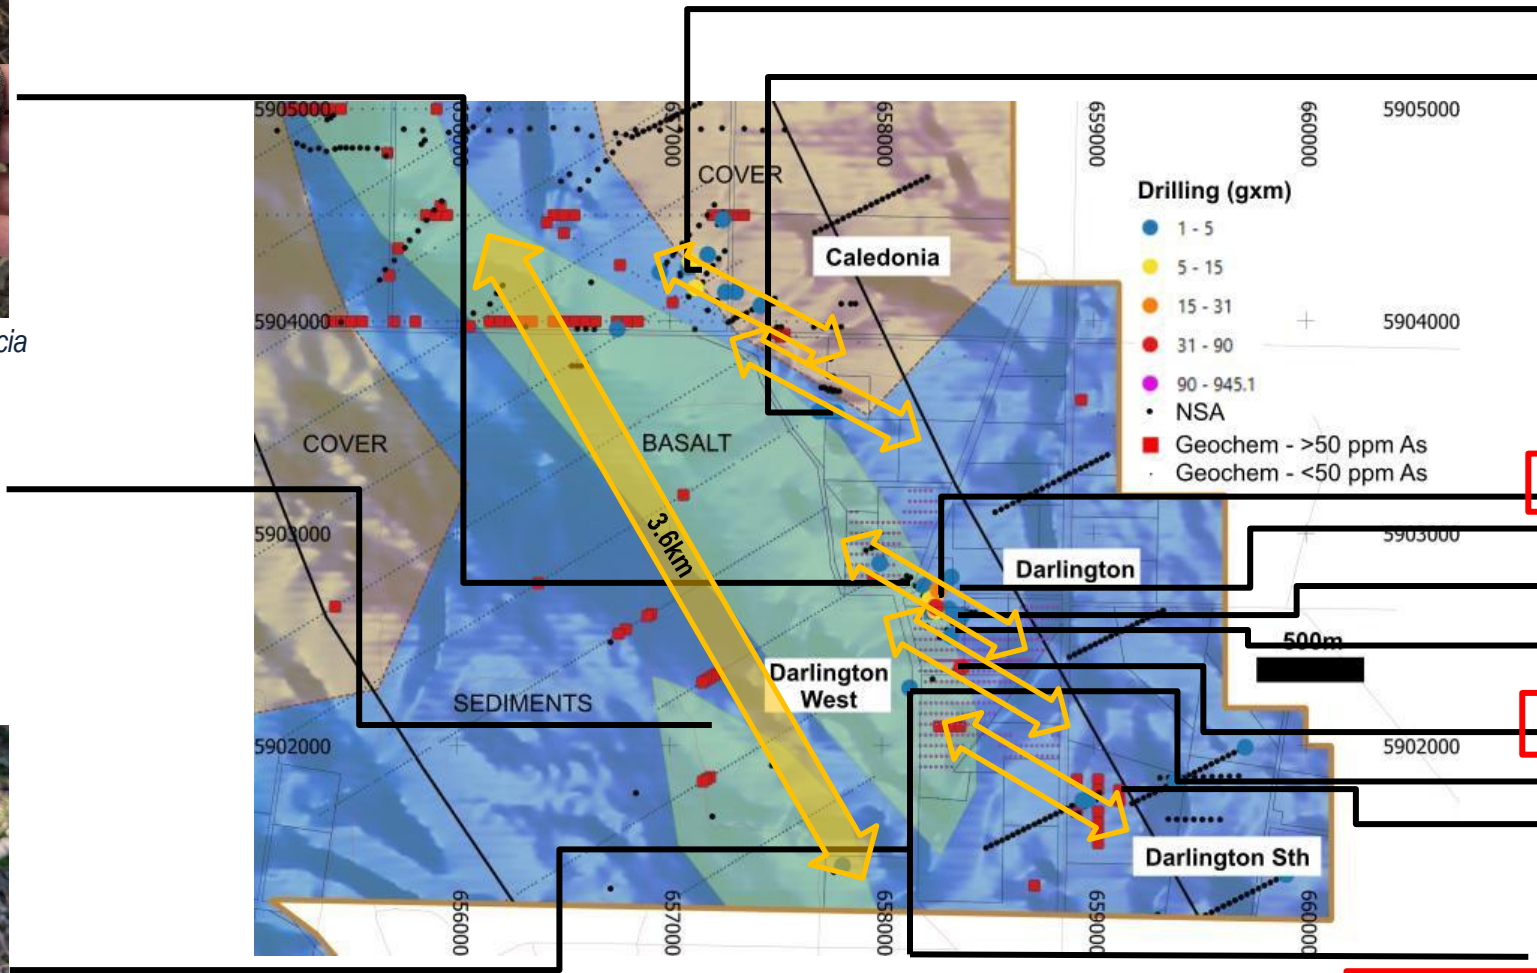 5905000
656000
657000
658000
659000
660000
5905000
COVER
Drilling (gxm)
1 - 5
Caledonia
5 - 15
15 - 31
5904000
5904000
cia
31 - 90
90 - 945.1
NSA
COVER
BASALT
Geochem - >50 ppm As
Geochem - <50 ppm As
5903000
3.6km
5903000
Darlington
500m
Darlington
West
SEDIMENTS
5902000
5902000
Darlington Sth
656000
657000
658000
659000
660000